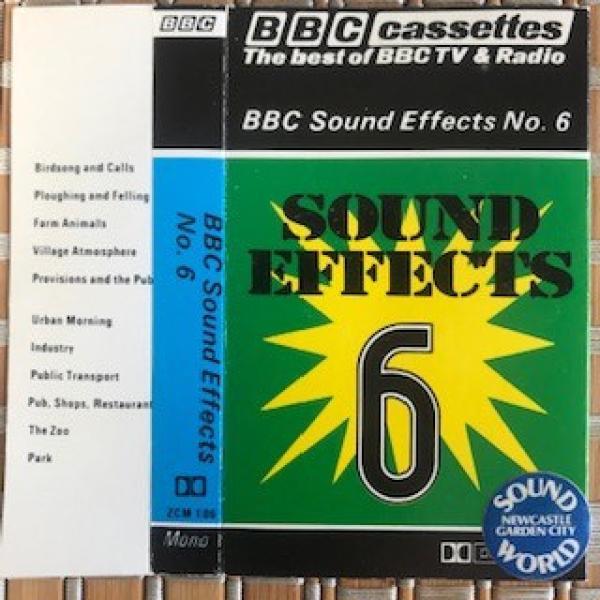 Birdsong and Calls
Ploughing and Felling
Farm Animals
Village Atmosphere
Provisions and the Pub
Urban Morning
Industry
Public Transport
Pub, Shops, Restaurant
The Zoo
Park
BBC
BBC Sound Effects
No. 6
ZCM 106
Mono
BBC cassettes
The best of BBC TV & Radio
BBC Sound Effects No. 6
SOUND
EFFECTS
6
SOUND
NEWCASTLE
GARDEN CITY
WORLD